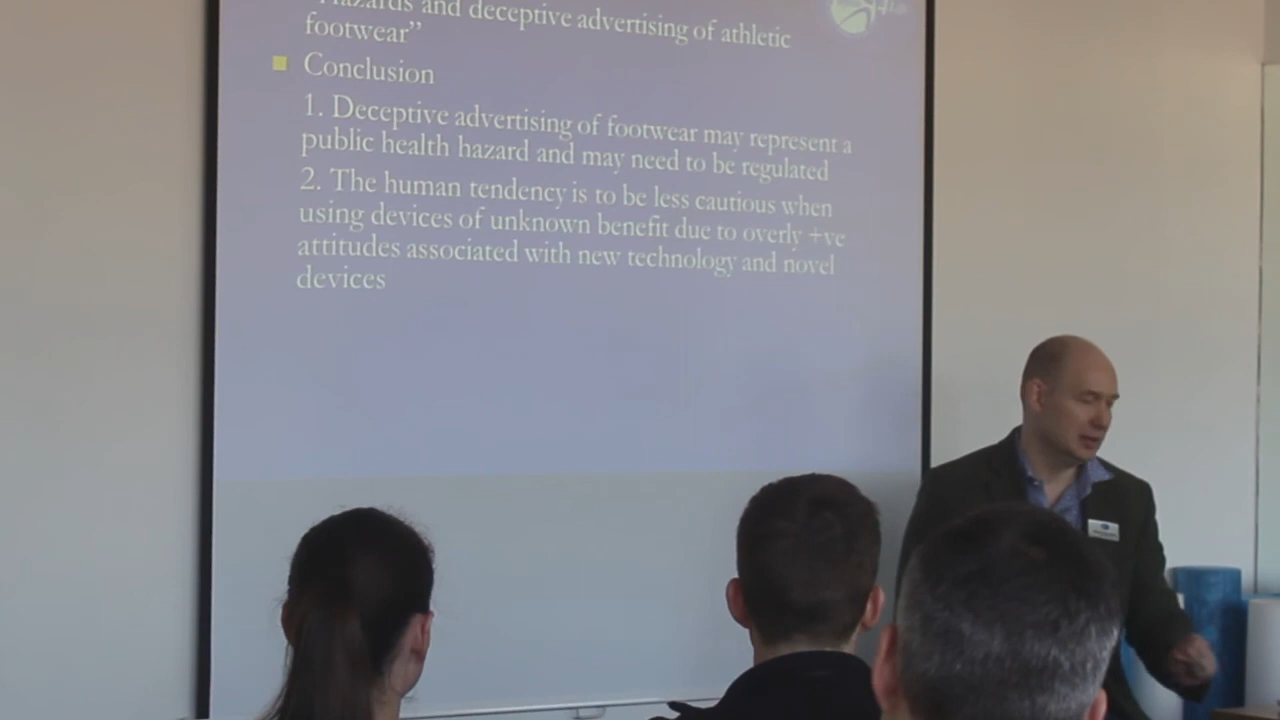 "Hazards and deceptive advertising of athletic
footwear"
Conclusion
1. Deceptive advertising of footwear may represent a
public health hazard and may need to be regulated
2. The human tendency is to be less cautious when
using devices of unknown benefit due to overly +ve
attitudes associated with new technology and novel
devices